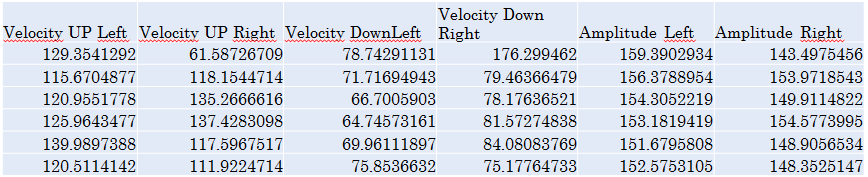 Velocity UP Left Velocity UP Right Velocity DownLeft Velocity Down Right Amplitude Left Amplitude Right
129.3541292 61.58726709 78.74291131 176.299462 159.3902934 143.4975456
115.6704877 118.1544714 71.71694943 79.46366479 156.3788954 153.9718543
120.9551778 135.2666616 66.7005903 78.17636521 154.3052219 149.9114822
125.9643477 137.4283098 64.74573161 81.57274838 153.1819419 154.5773995
139.9897388 117.5967517 69.96111897 84.08083769 151.6795808 148.9056534
120.5114142 111.9224714 75.8536632 75.17764733 152.5753105 148.3525147